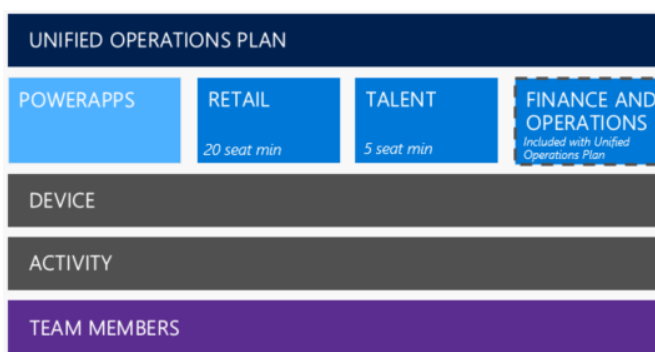 UNIFIED OPERATIONS PLAN
POWERAPPS
RETAIL
20 seat min
TALENT
5 seat min
FINANCE AND
OPERATIONS
Included with Unified
Operations Plan
DEVICE
ACTIVITY
TEAM MEMBERS